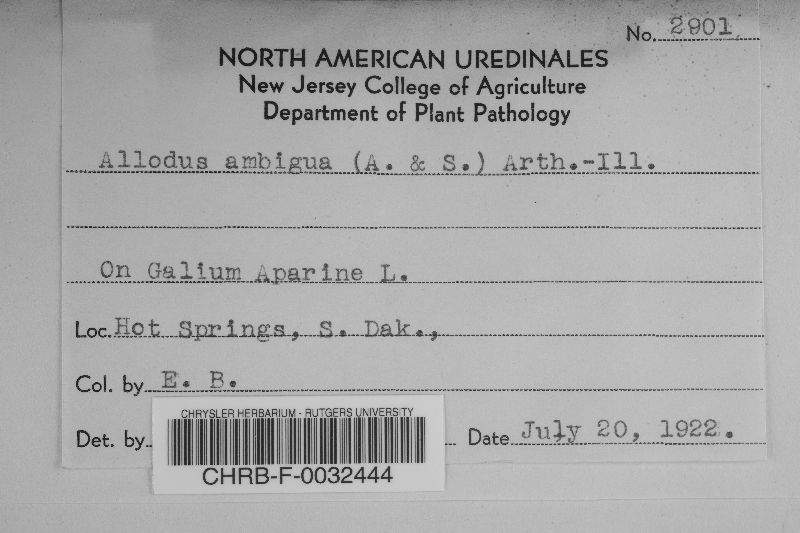 No. 2901
NORTH AMERICAN UREDINALES
New Jersey College of Agriculture
Department of Plant Pathology
Allodus ambigua (A. & S.) Arth.-Ill.
On Galium Aparine L.
Loc. Hot Springs, S. Dak.,
Col. by E. B.
Det. by
Date July 20, 1922.
CHRYSLER HERBARIUM - RUTGERS UNIVERSITY
CHRB-F-0032444